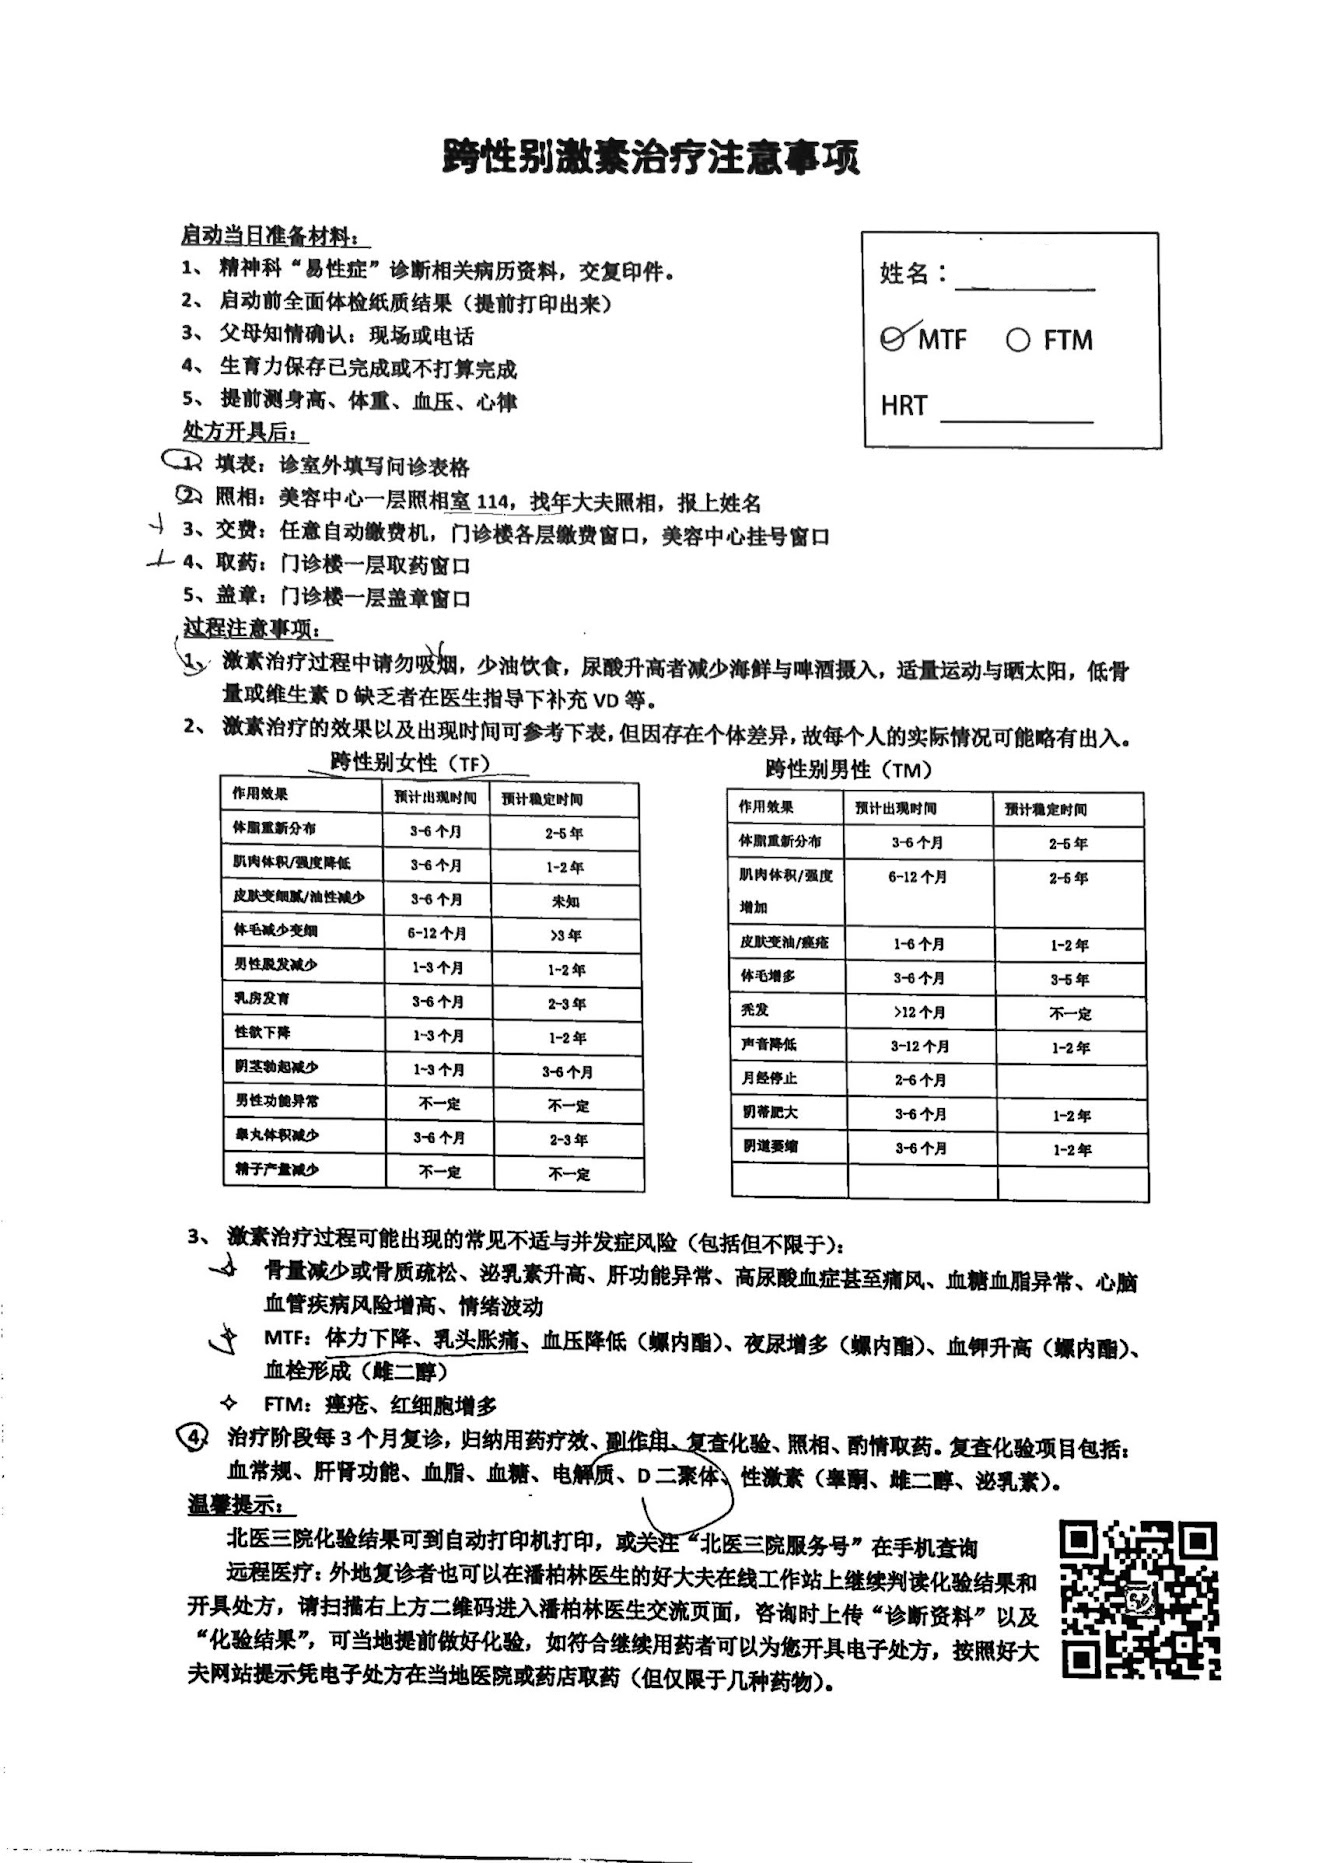 跨性别激素治疗注意事项
启动当日准备材料：
1、 精神科“易性症”诊断相关病历资料，交复印件。
2、 启动前全面体检纸质结果（提前打印出来）
3、 父母知情确认：现场或电话
4、 生育力保存已完成或不打算完成
5、 提前测身高、体重、血压、心律
姓名：
MTF FTM
HRT
处方开具后：
1、填表：诊室外填写问诊表格
2、照相：美容中心一层照相室 114，找年大夫照相，报上姓名
3、交费：任意自动缴费机，门诊楼各层缴费窗口，美容中心挂号窗口
4、取药：门诊楼一层取药窗口
5、盖章：门诊楼一层盖章窗口
过程注意事项：
1、 激素治疗过程中请勿吸烟，少油饮食，尿酸升高者减少海鲜与啤酒摄入，适量运动与晒太阳，低骨
量或维生素 D 缺乏者在医生指导下补充 VD 等。
2、 激素治疗的效果以及出现时间可参考下表，但因存在个体差异，故每个人的实际情况可能略有出入。
跨性别女性（TF）
作用效果 预计出现时间 预计稳定时间
体脂重新分布 3-6 个月 2-5 年
肌肉体积/强度降低 3-6 个月 1-2 年
皮肤变细腻/油性减少 3-6 个月 未知
体毛减少变细 6-12 个月 >3 年
男性脱发减少 1-3 个月 1-2 年
乳房发育 3-6 个月 2-3 年
性欲下降 1-3 个月 1-2 年
阴茎勃起减少 1-3 个月 3-6 个月
男性功能异常 不一定 不一定
睾丸体积减少 3-6 个月 2-3 年
精子产量减少 不一定 不一定
跨性别男性（TM）
作用效果 预计出现时间 预计稳定时间
体脂重新分布 3-6 个月 2-5 年
肌肉体积/强度 6-12 个月 2-5 年
增加
皮肤变油/痤疮 1-6 个月 1-2 年
体毛增多 3-6 个月 3-5 年
秃发 >12 个月 不一定
声音降低 3-12 个月 1-2 年
月经停止 2-6 个月
阴蒂肥大 3-6 个月 1-2 年
阴道萎缩 3-6 个月 1-2 年
3、 激素治疗过程可能出现的常见不适与并发症风险（包括但不限于）：
骨量减少或骨质疏松、泌乳素升高、肝功能异常、高尿酸血症甚至痛风、血糖血脂异常、心脑
血管疾病风险增高、情绪波动
MTF：体力下降、乳头胀痛、血压降低（螺内酯）、夜尿增多（螺内酯）、血钾升高（螺内酯）、
血栓形成（雌二醇）
FTM：痤疮、红细胞增多
4、 治疗阶段每 3 个月复诊，归纳用药疗效、副作用、复查化验、照相、酌情取药。复查化验项目包括：
血常规、肝肾功能、血脂、血糖、电解质、D 二聚体、性激素（睾酮、雌二醇、泌乳素）。
温馨提示：
北医三院化验结果可到自动打印机打印，或关注“北医三院服务号”在手机查询
远程医疗：外地复诊者也可以在潘柏林医生的好大夫在线工作站上继续判读化验结果和
开具处方，请扫描右上方二维码进入潘柏林医生交流页面，咨询时上传“诊断资料”以及
“化验结果”，可当地提前做好化验，如符合继续用药者可以为您开具电子处方，按照好大
夫网站提示凭电子处方在当地医院或药店取药（但仅限于几种药物）。